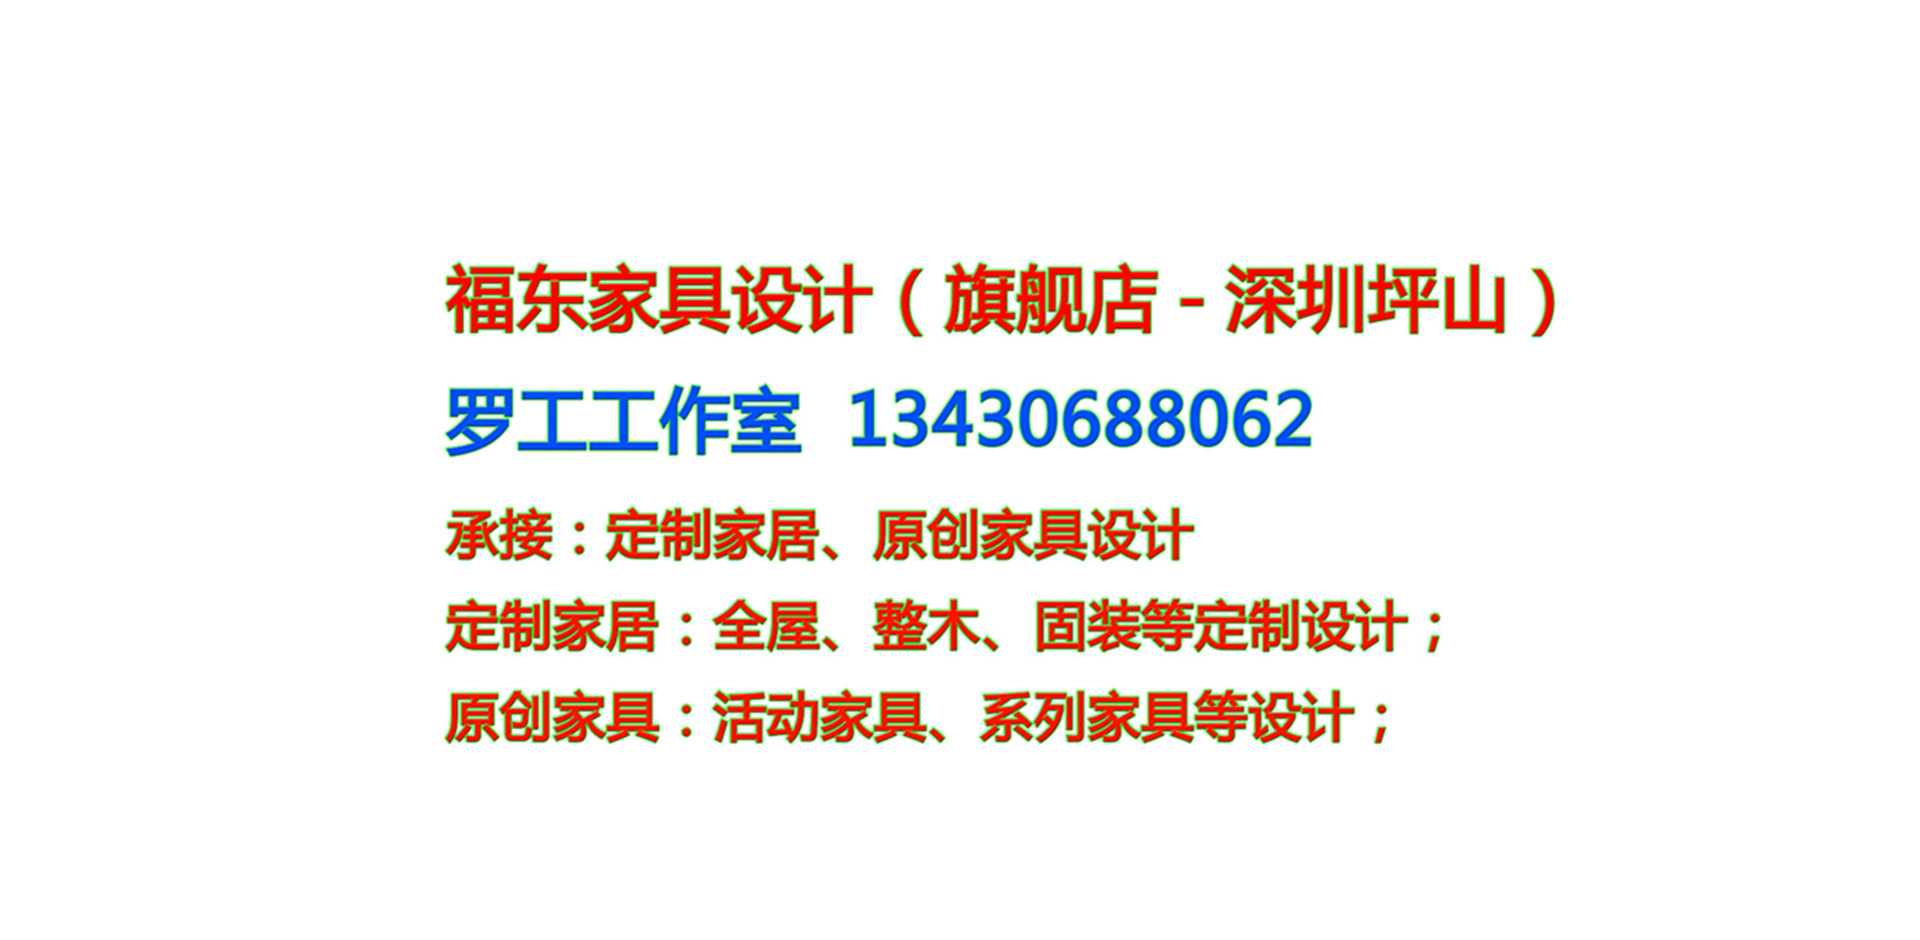 福东家具设计（旗舰店-深圳坪山）
罗工工作室 13430688062
承接：定制家居、原创家具设计
定制家居：全屋、整木、固装等定制设计；
原创家具：活动家具、系列家具等设计；